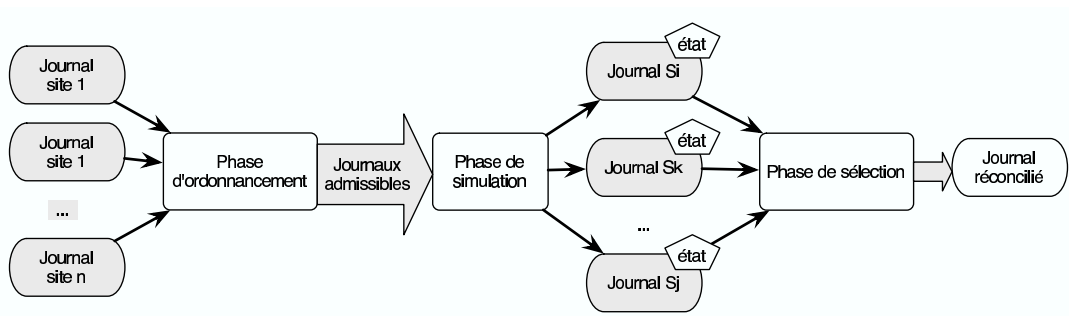 Journal
site 1
Journal
site 1
...
Journal
site n
Phase
d'ordonnancement
Journaux
admissibles
Phase de
simulation
état
Journal Si
état
Journal Sk
...
état
Journal Sj
Phase de sélection
Journal
réconcilié